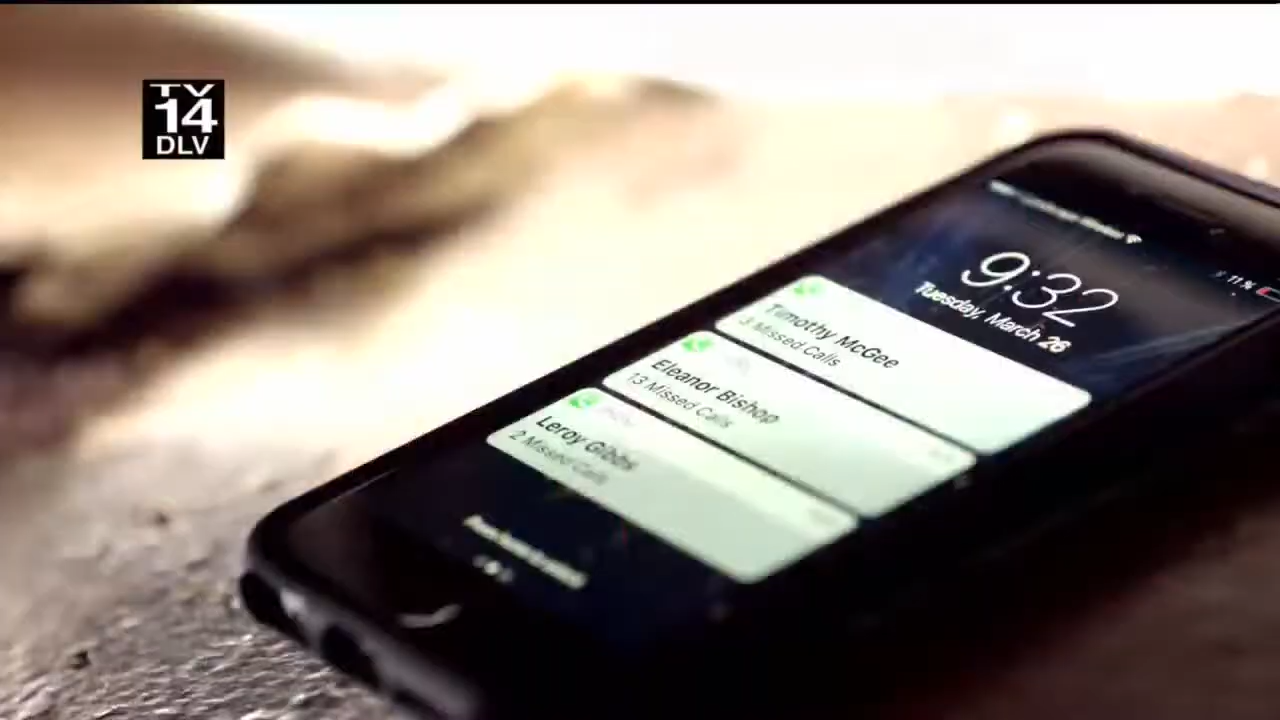 TV
14
DLV
9:32
Tuesday, March 26
11%
Timothy McGee
3 Missed Calls
Eleanor Bishop
13 Missed Calls
Leroy Gibbs
2 Missed Calls